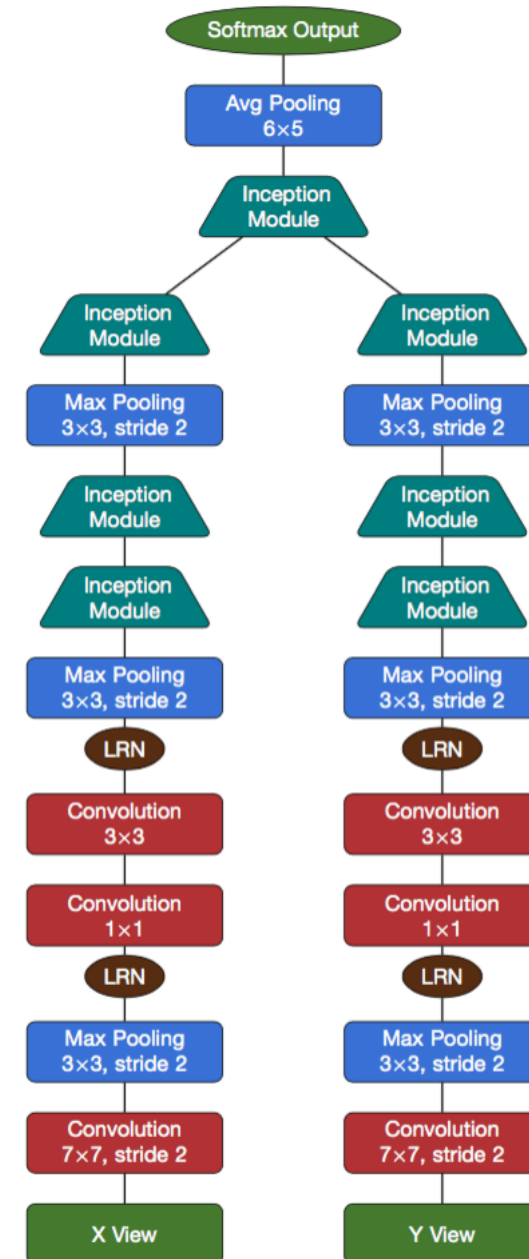 Softmax Output
Avg Pooling
6×5
Inception
Module
Inception
Module
Inception
Module
Max Pooling
3×3, stride 2
Max Pooling
3×3, stride 2
Inception
Module
Inception
Module
Inception
Module
Inception
Module
Max Pooling
3×3, stride 2
Max Pooling
3×3, stride 2
LRN
LRN
Convolution
3×3
Convolution
3×3
Convolution
1×1
Convolution
1×1
LRN
LRN
Max Pooling
3×3, stride 2
Max Pooling
3×3, stride 2
Convolution
7×7, stride 2
Convolution
7×7, stride 2
X View
Y View